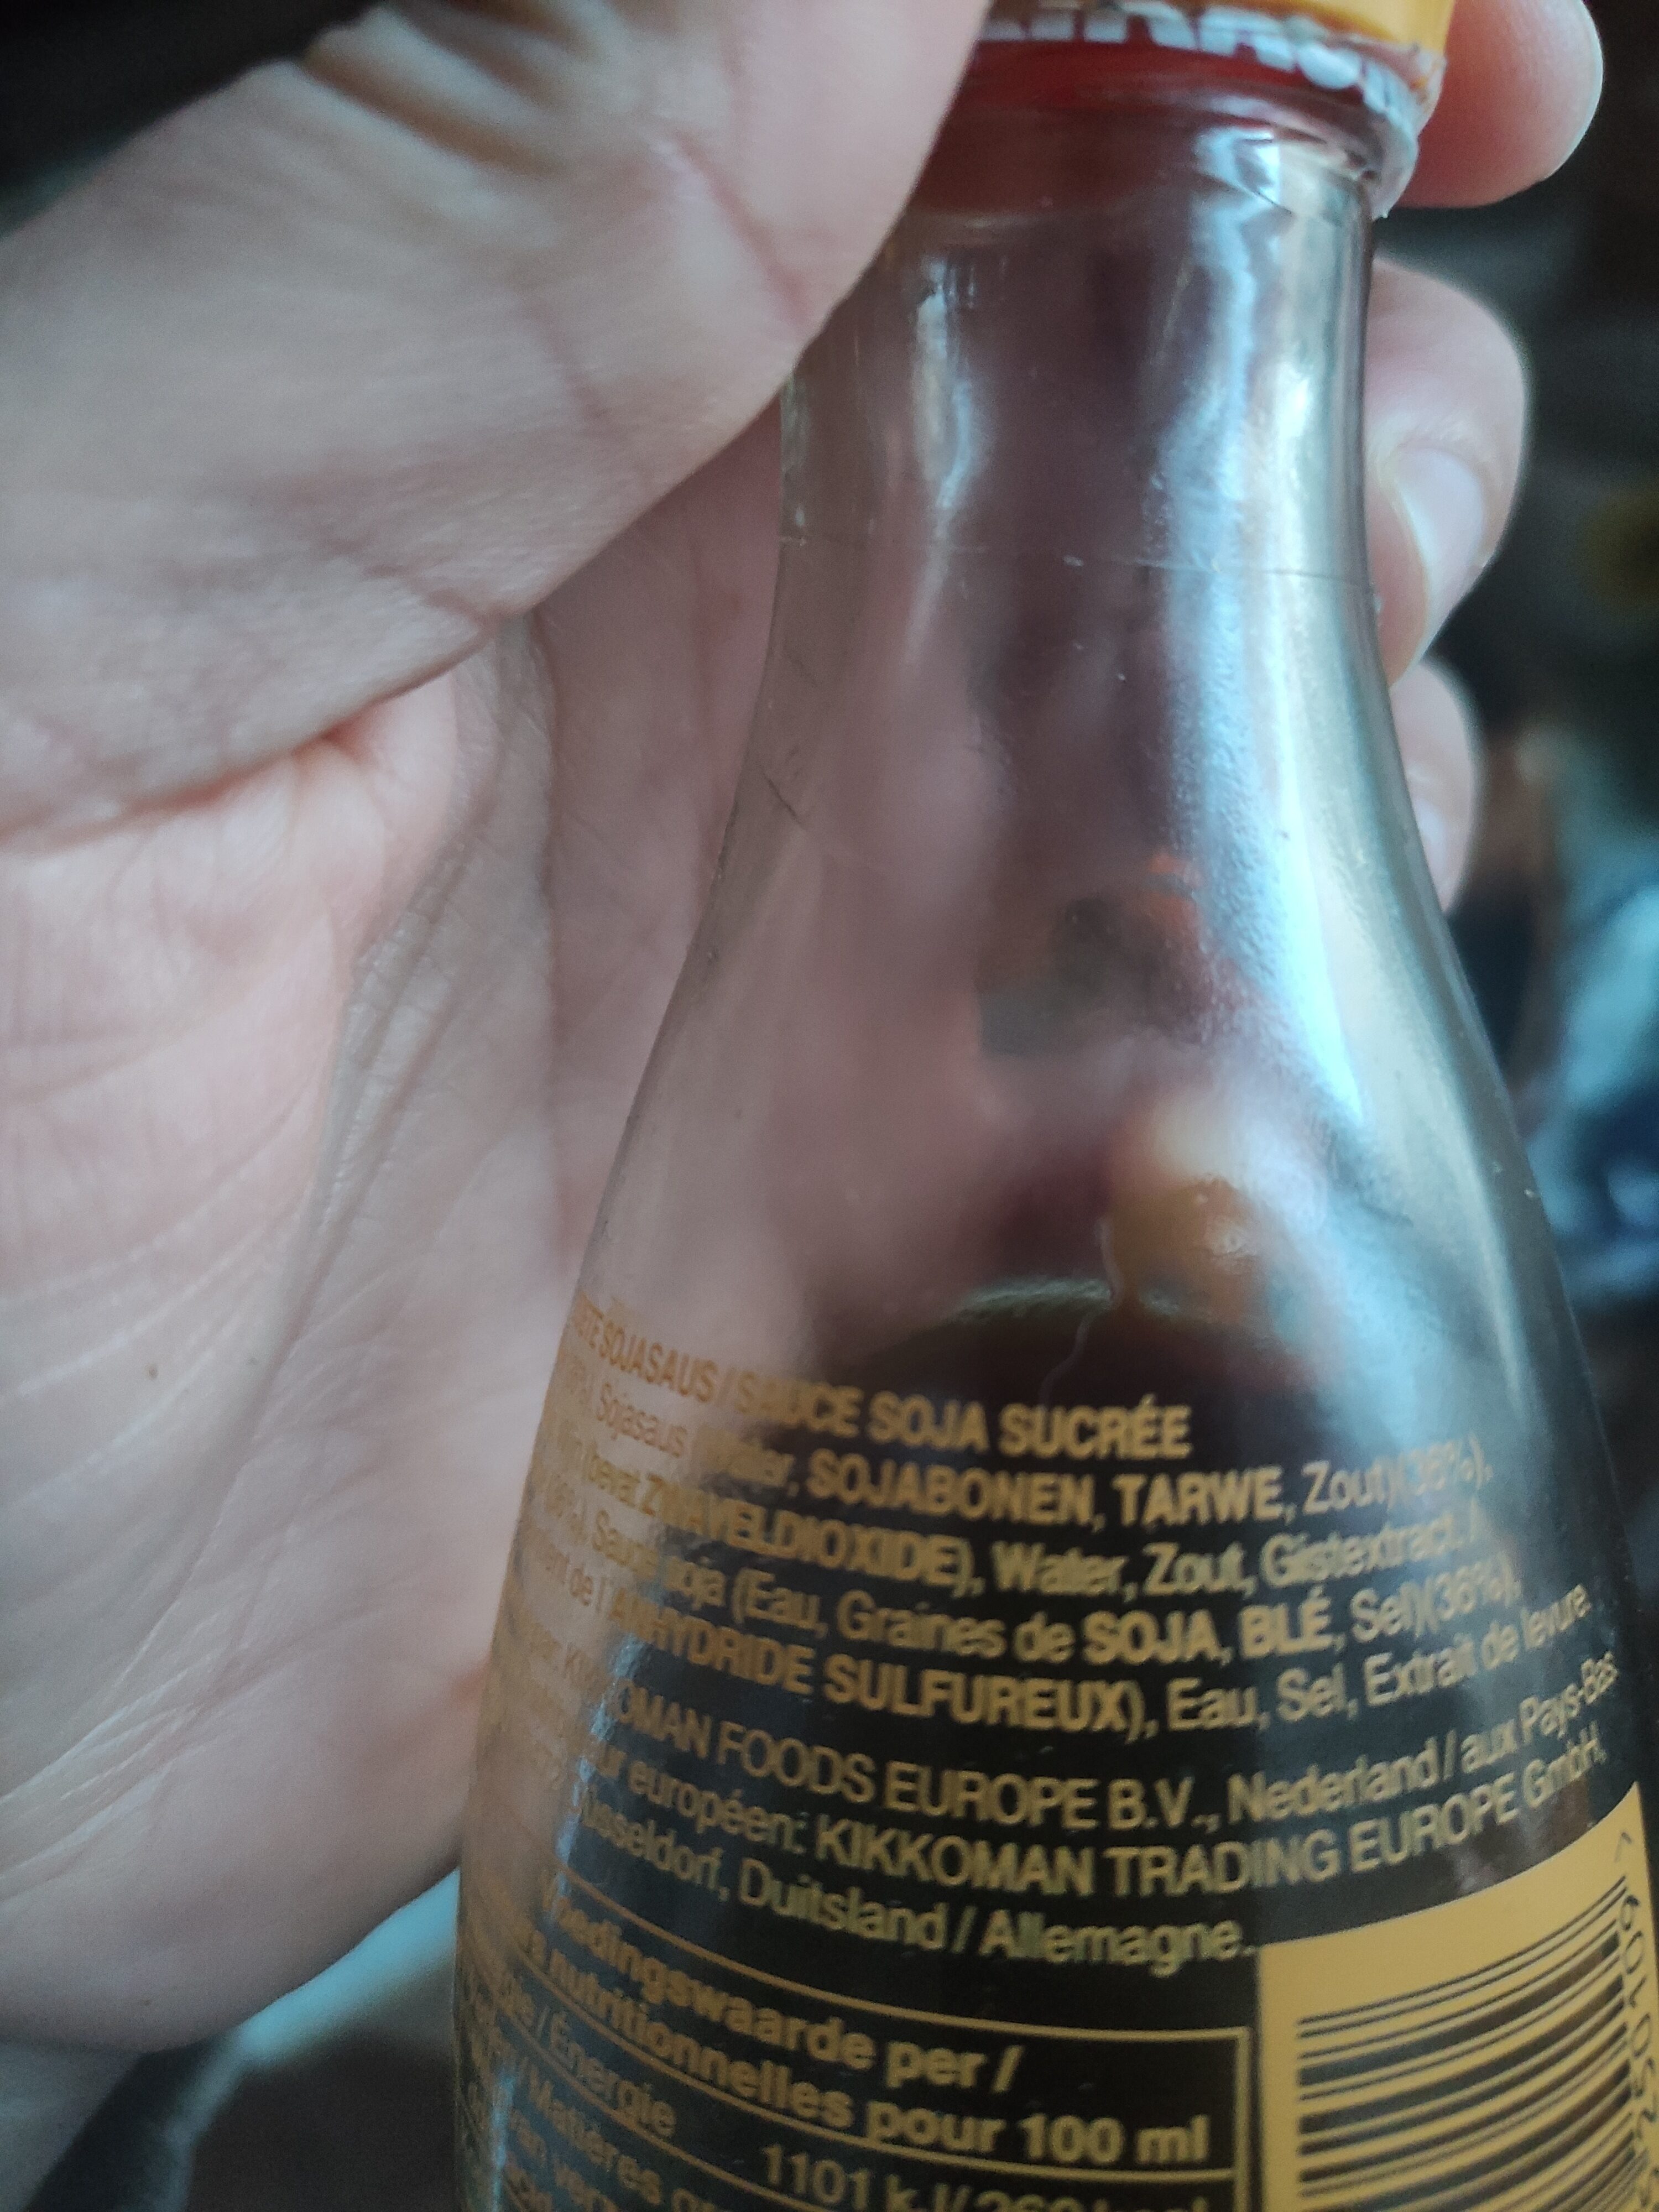 SOJASAUS / SAUCE SOJA SUCRÉE
Sojasaus Water, SOJABONEN, TARWE, Zout)(36%),
(bevat ZWAVELDIOXIDE), Water, Zout, Gistextract. /
Sauce soja (Eau, Graines de SOJA, BLÉ, Sel)(36%),
de l'ANHYDRIDE SULFUREUX), Eau, Sel, Extrait de levure.
KIKKOMAN FOODS EUROPE B.V., Nederland / aux Pays-Bas
européen: KIKKOMAN TRADING EUROPE GmbH,
Düsseldorf, Duitsland / Allemagne.
Voedingswaarde per /
nutritionnelles pour 100 ml
/ Énergie 1101 kJ/
/ Matières